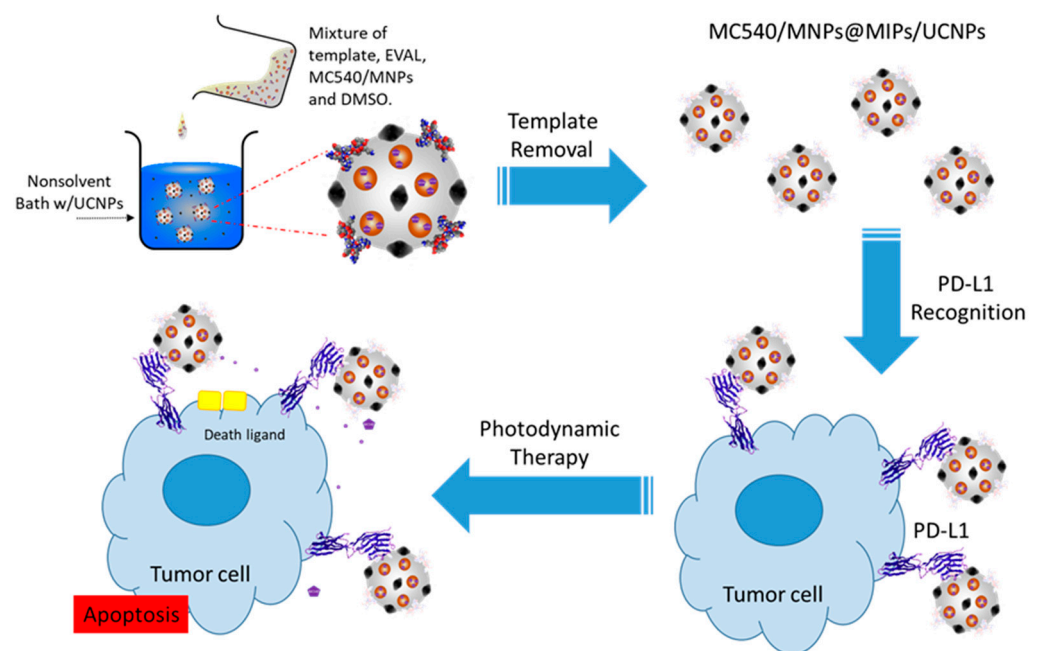 Mixture of
template, EVAL,
MC540/MNPs
and DMSO.
Nonsolvent
Bath w/UCNPs
Template
Removal
MC540/MNPs@MIPs/UCNPs
PD-L1
Recognition
PD-L1
Tumor cell
Photodynamic
Therapy
Death ligand
Tumor cell
Apoptosis